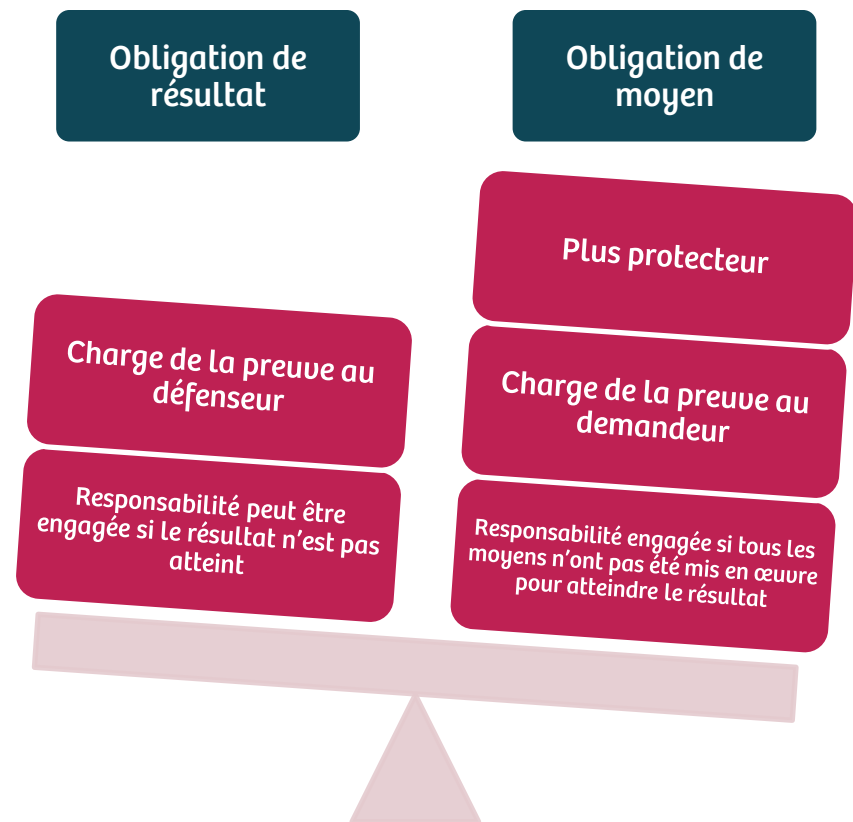 Obligation de
résultat
Obligation de
moyen
Plus protecteur
Charge de la preuve au
défenseur
Charge de la preuve au
demandeur
Responsabilité peut être
engagée si le résultat n'est pas
atteint
Responsabilité engagée si tous les
moyens n'ont pas été mis en œuvre
pour atteindre le résultat